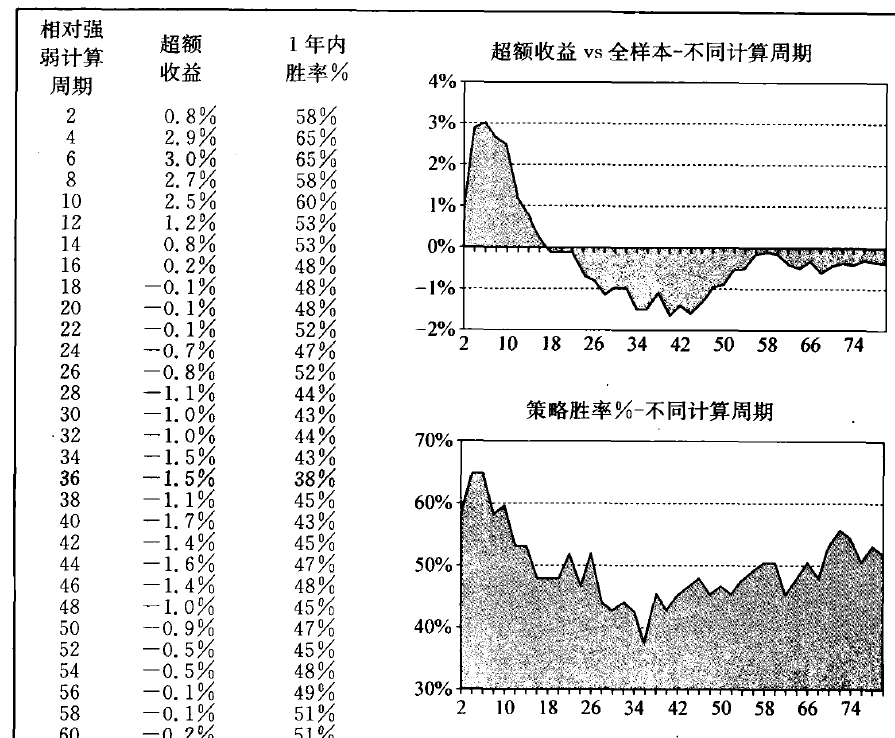 相对强
弱计算
周期
超额
收益
1年内
胜率%
2 0.8% 58%
4 2.9% 65%
6 3.0% 65%
8 2.7% 58%
10 2.5% 60%
12 1.2% 53%
14 0.8% 53%
16 0.2% 48%
18 −0.1% 48%
20 −0.1% 48%
22 −0.1% 52%
24 −0.7% 47%
26 −0.8% 52%
28 −1.1% 44%
30 −1.0% 43%
32 −1.0% 44%
34 −1.5% 43%
36 −1.5% 38%
38 −1.1% 45%
40 −1.7% 43%
42 −1.4% 45%
44 −1.6% 47%
46 −1.4% 48%
48 −1.0% 45%
50 −0.9% 47%
52 −0.5% 45%
54 −0.5% 48%
56 −0.1% 49%
58 −0.1% 51%
60 −0.2% 51%
超额收益 vs 全样本-不同计算周期
4%
3%
2%
1%
0%
−1%
−2%
2 10 18 26 34 42 50 58 66 74
策略胜率%-不同计算周期
70%
60%
50%
40%
30%
2 10 18 26 34 42 50 58 66 74